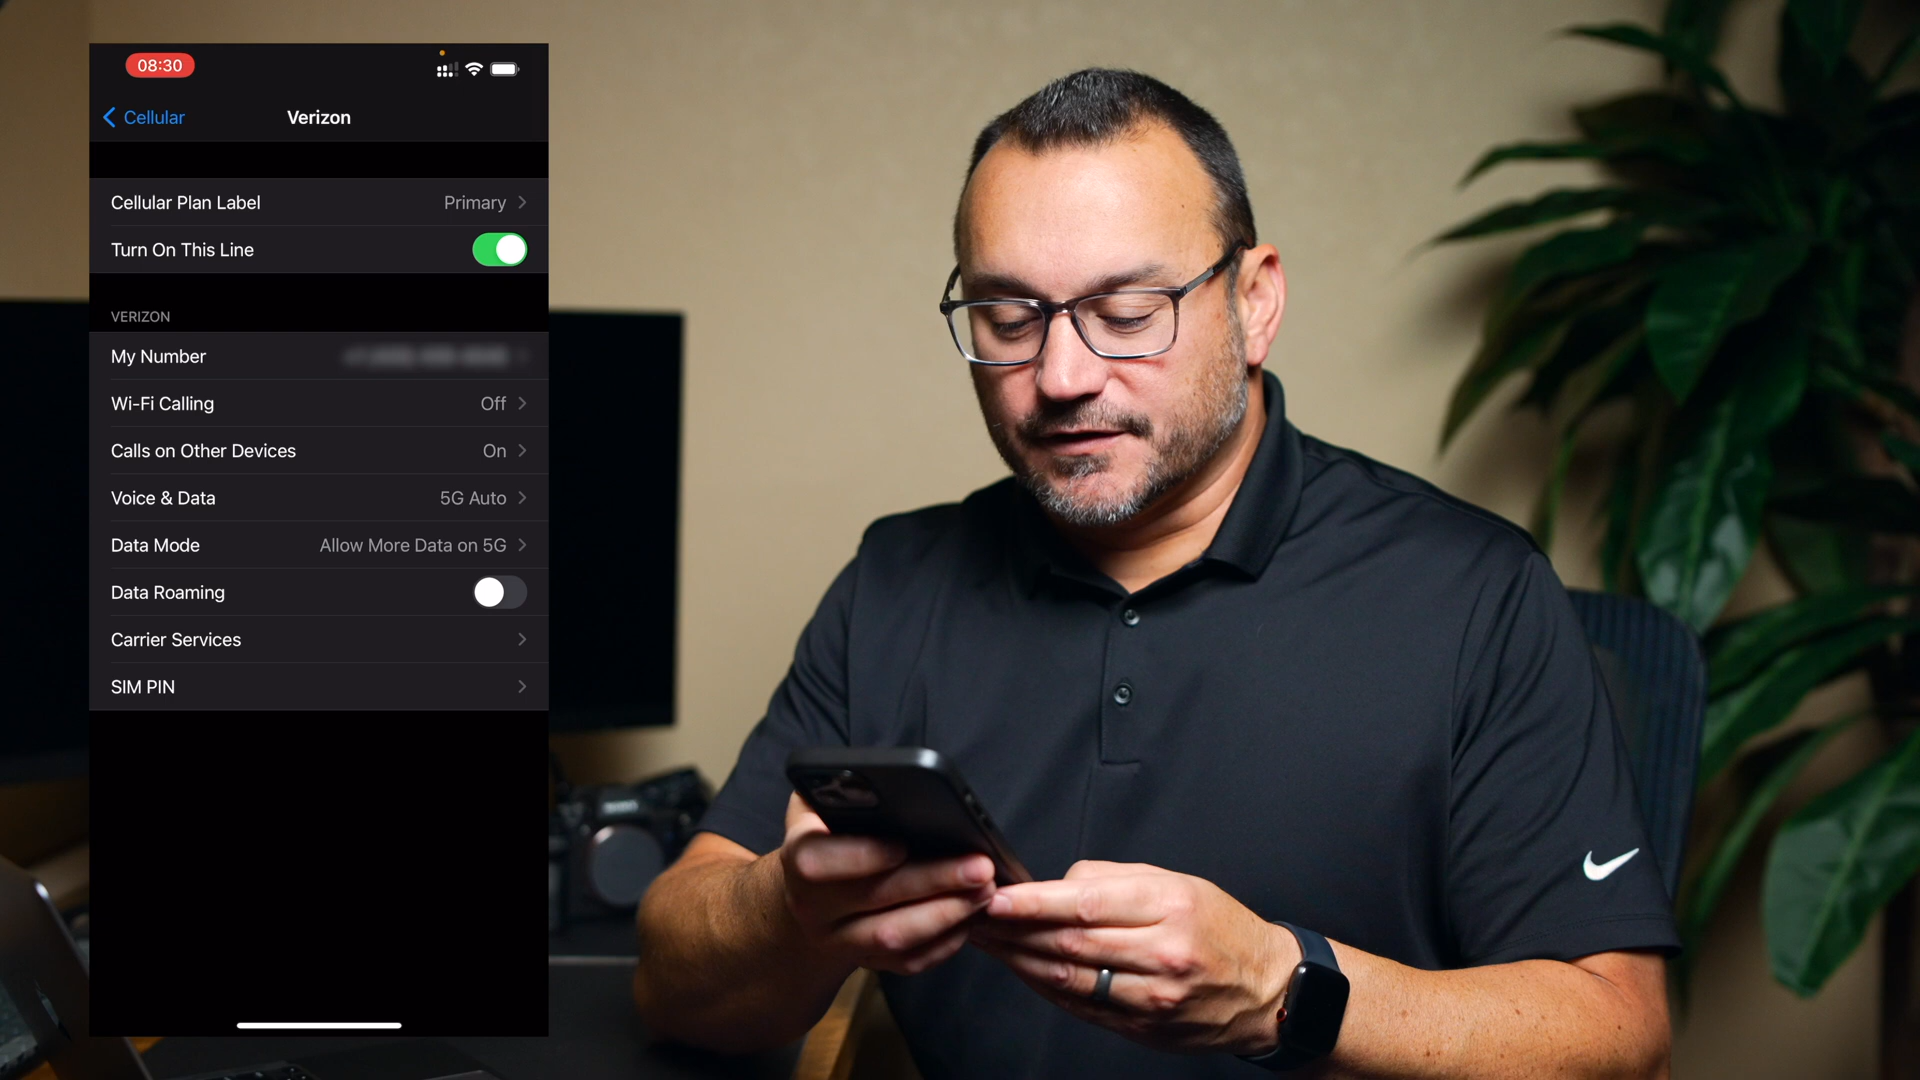 08:30
Cellular
Verizon
Cellular Plan Label Primary
Turn On This Line
VERIZON
My Number
Wi-Fi Calling Off
Calls on Other Devices On
Voice & Data 5G Auto
Data Mode Allow More Data on 5G
Data Roaming
Carrier Services
SIM PIN